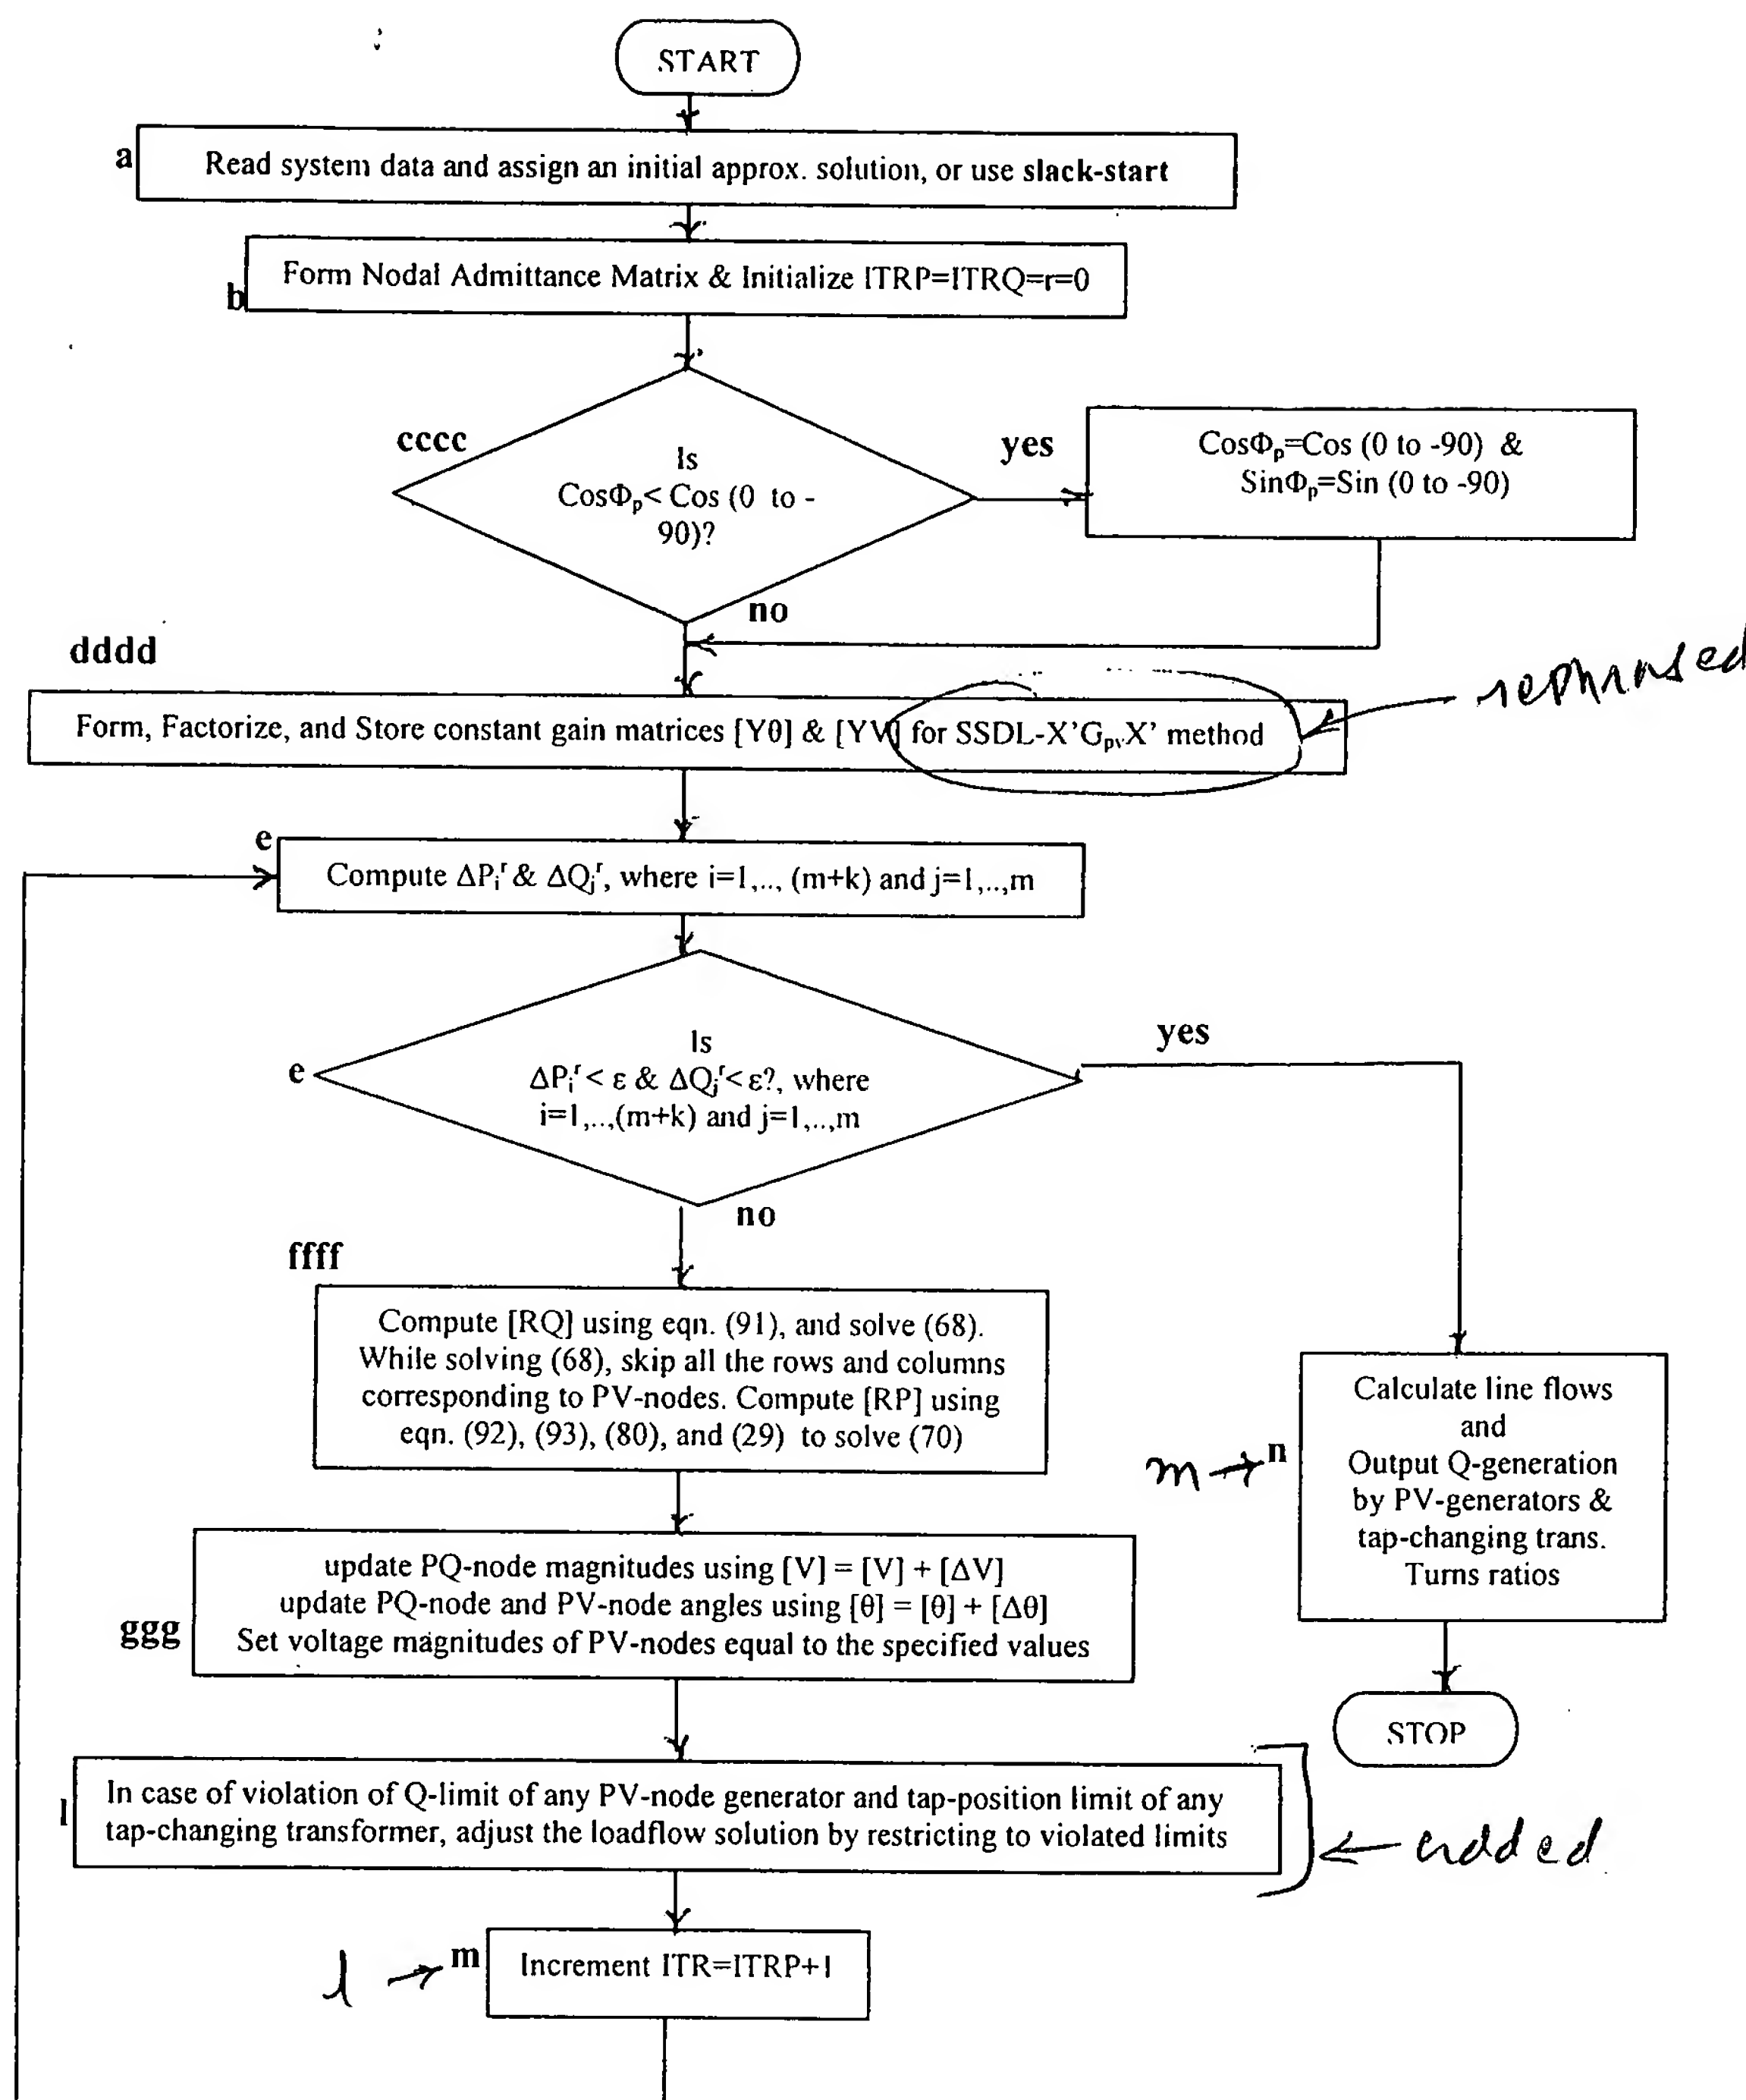 START
a
Read system data and assign an initial approx. solution, or use slack-start
b
Form Nodal Admittance Matrix & Initialize ITRP=ITRQ=r=0
cccc
Is
CosΦp< Cos (0 to -
90)?
yes
CosΦp=Cos (0 to -90) &
SinΦp=Sin (0 to -90)
no
dddd
rephrased
Form, Factorize, and Store constant gain matrices [Yθ] & [YV] for SSDL-X'GpvX' method
e
Compute ΔPiʳ & ΔQjʳ, where i=1,.., (m+k) and j=1,..,m
e
Is
ΔPiʳ< ε & ΔQjʳ<ε?, where
i=1,..,(m+k) and j=1,..,m
yes
no
ffff
Compute [RQ] using eqn. (91), and solve (68).
While solving (68), skip all the rows and columns
corresponding to PV-nodes. Compute [RP] using
eqn. (92), (93), (80), and (29) to solve (70)
m → n
Calculate line flows
and
Output Q-generation
by PV-generators &
tap-changing trans.
Turns ratios
ggg
update PQ-node magnitudes using [V] = [V] + [ΔV]
update PQ-node and PV-node angles using [θ] = [θ] + [Δθ]
Set voltage magnitudes of PV-nodes equal to the specified values
STOP
l
In case of violation of Q-limit of any PV-node generator and tap-position limit of any
tap-changing transformer, adjust the loadflow solution by restricting to violated limits
added
l → m
Increment ITR=ITRP+1